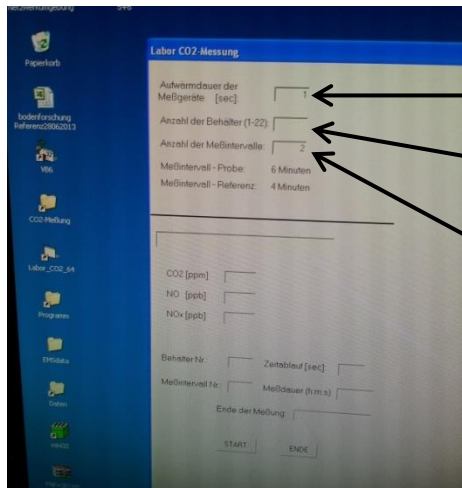 Papierkorb
bodenforschung
Referenz28062013
VB6
CO2-Meßung
Labor_CO2_64
Programm
EMSdata
Daten
Labor CO2-Messung
Aufwärmdauer der
Meßgeräte [sec]: 1
Anzahl der Behälter (1-22):
Anzahl der Meßintervalle: 2
Meßintervall - Probe: 6 Minuten
Meßintervall - Referenz: 4 Minuten
CO2 [ppm]
NO [ppb]
NOx [ppb]
Behälter Nr.: Zeitablauf [sec]
Meßintervall Nr.: Meßdauer (h:m:s)
Ende der Meßung:
START ENDE